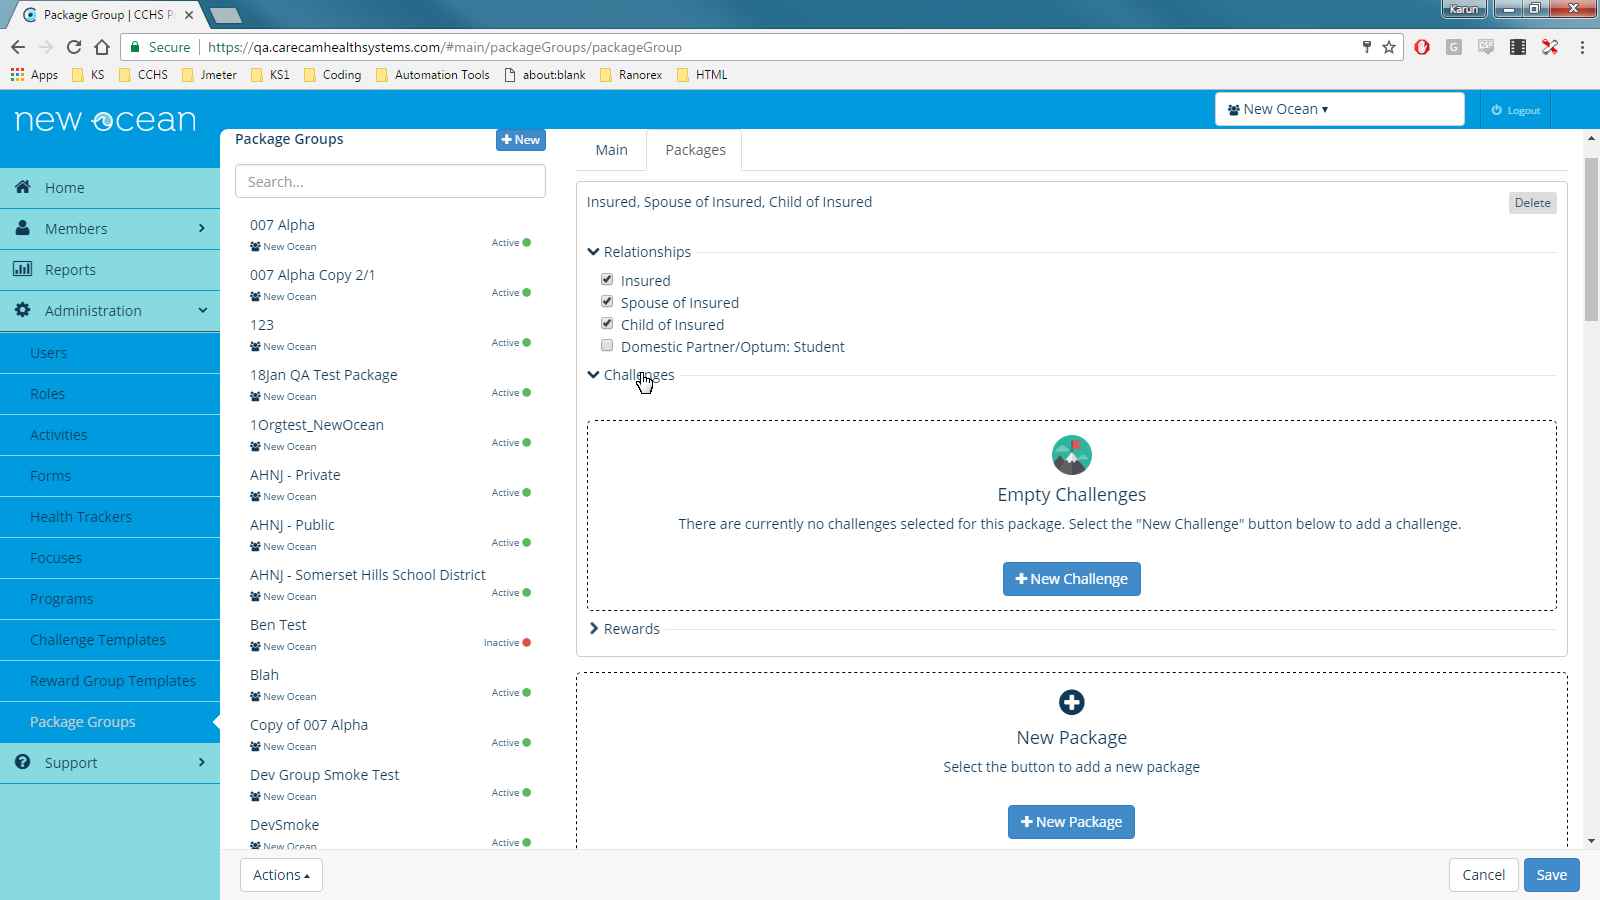 Package Group | CCHS P
Karun
Secure
https://qa.carecamhealthsystems.com/#main/packageGroups/packageGroup
Apps
KS
CCHS
Jmeter
KS1
Coding
Automation Tools
about:blank
Ranorex
HTML
new ocean
New Ocean
Logout
Home
Members
Reports
Administration
Users
Roles
Activities
Forms
Health Trackers
Focuses
Programs
Challenge Templates
Reward Group Templates
Package Groups
Support
Package Groups
New
Search...
007 Alpha
New Ocean
Active
007 Alpha Copy 2/1
New Ocean
Active
123
New Ocean
Active
18Jan QA Test Package
New Ocean
Active
1Orgtest_NewOcean
New Ocean
Active
AHNJ - Private
New Ocean
Active
AHNJ - Public
New Ocean
Active
AHNJ - Somerset Hills School District
New Ocean
Active
Ben Test
New Ocean
Inactive
Blah
New Ocean
Active
Copy of 007 Alpha
New Ocean
Active
Dev Group Smoke Test
New Ocean
Active
DevSmoke
New Ocean
Active
Main
Packages
Insured, Spouse of Insured, Child of Insured
Delete
Relationships
Insured
Spouse of Insured
Child of Insured
Domestic Partner/Optum: Student
Challenges
Empty Challenges
There are currently no challenges selected for this package. Select the "New Challenge" button below to add a challenge.
New Challenge
Rewards
New Package
Select the button to add a new package
New Package
Actions
Cancel
Save